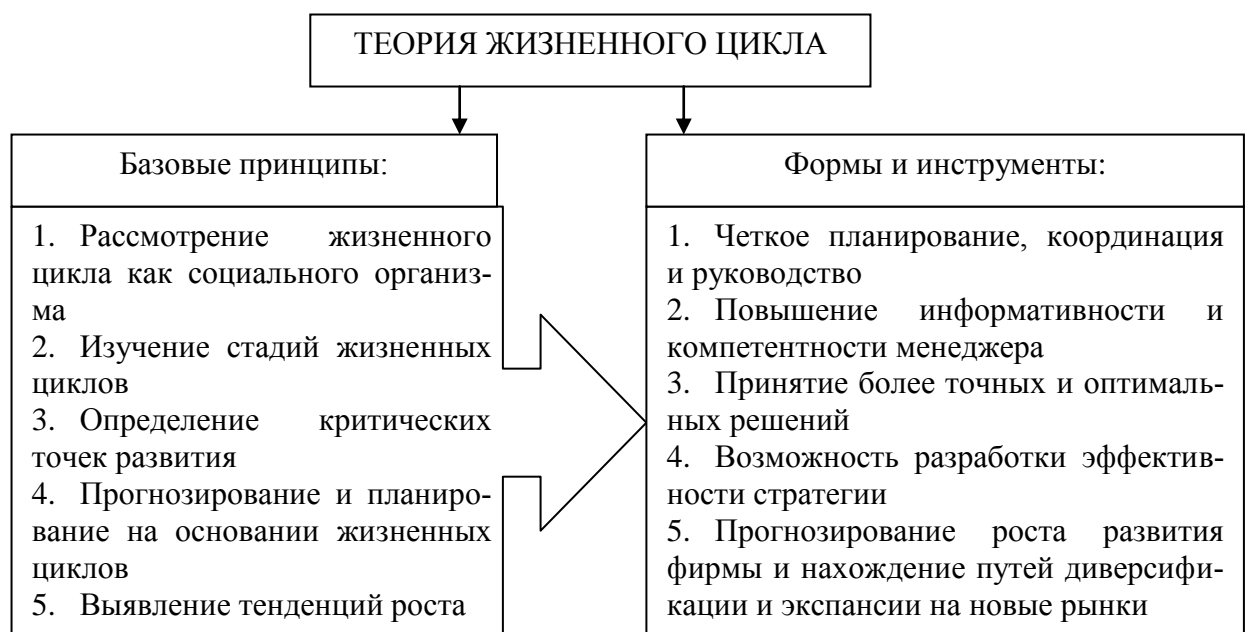 ТЕОРИЯ ЖИЗНЕННОГО ЦИКЛА
Базовые принципы:
1. Рассмотрение жизненного
цикла как социального организ-
ма
2. Изучение стадий жизненных
циклов
3. Определение критических
точек развития
4. Прогнозирование и планиро-
вание на основании жизненных
циклов
5. Выявление тенденций роста
Формы и инструменты:
1. Четкое планирование, координация
и руководство
2. Повышение информативности и
компетентности менеджера
3. Принятие более точных и оптималь-
ных решений
4. Возможность разработки эффектив-
ности стратегии
5. Прогнозирование роста развития
фирмы и нахождение путей диверсифи-
кации и экспансии на новые рынки